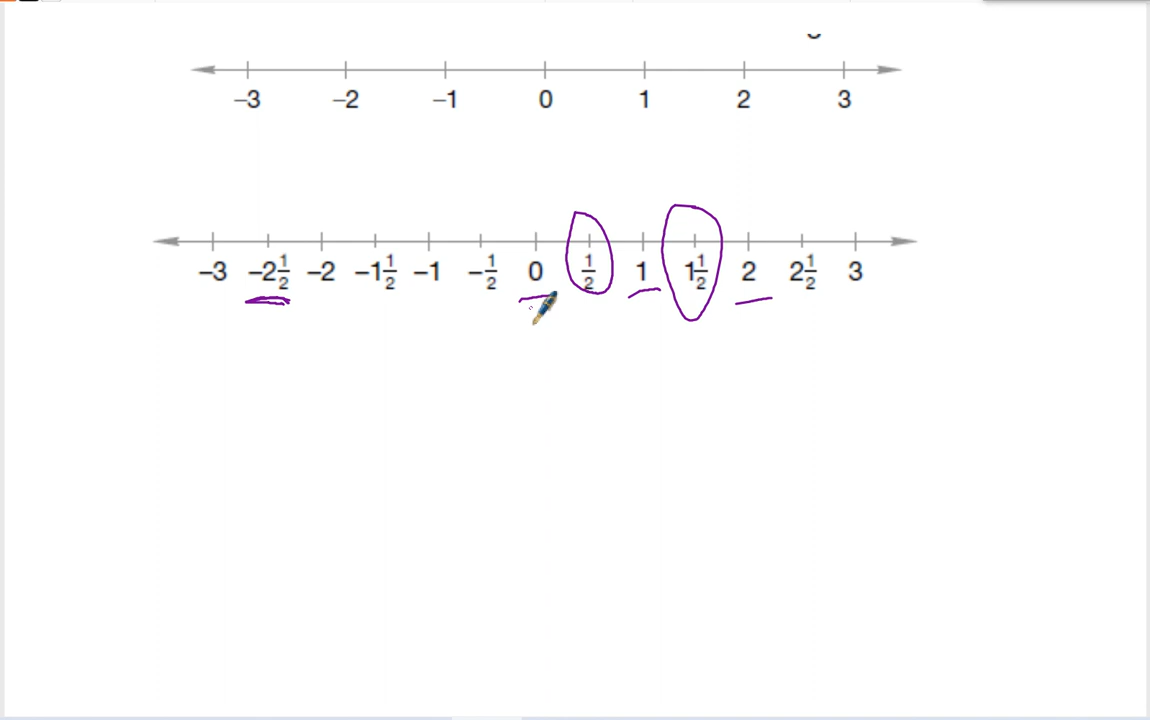 –3 –2 –1 0 1 2 3
–3 –2½ –2 –1½ –1 –½ 0 ½ 1 1½ 2 2½ 3